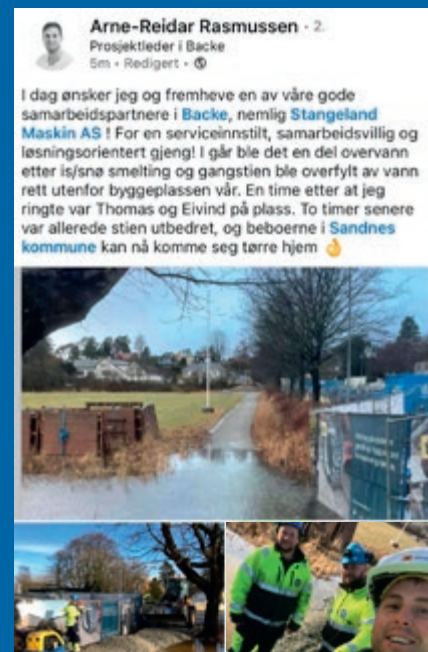 Arne-Reidar Rasmussen · 2.
Prosjektleder i Backe
5m • Redigert •
I dag ønsker jeg og fremheve en av våre gode
samarbeidspartnere i Backe, nemlig Stangeland
Maskin AS ! For en serviceinnstilt, samarbeidsvillig og
løsningsorientert gjeng! I går ble det en del overvann
etter is/snø smelting og gangstien ble overfylt av vann
rett utenfor byggeplassen vår. En time etter at jeg
ringte var Thomas og Eivind på plass. To timer senere
var allerede stien utbedret, og beboerne i Sandnes
kommune kan nå komme seg tørre hjem 👌